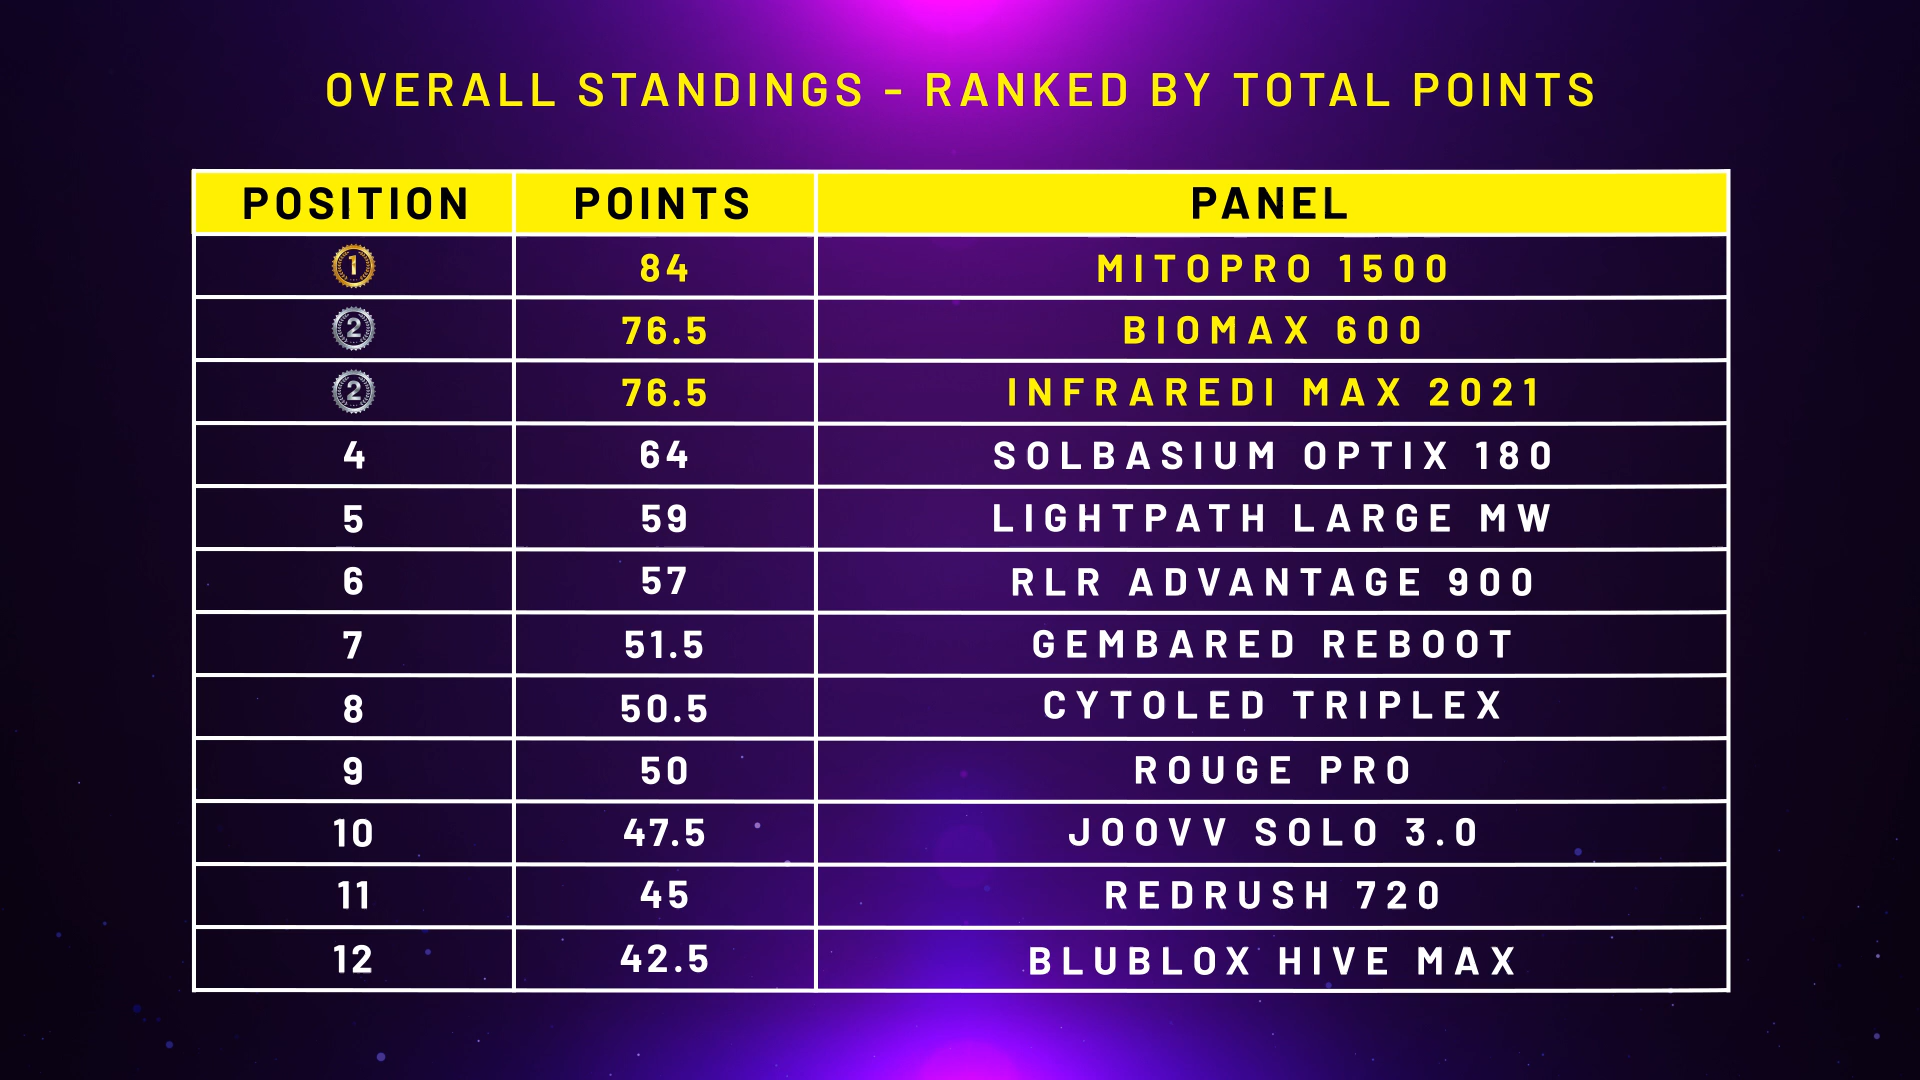 OVERALL STANDINGS - RANKED BY TOTAL POINTS
POSITION POINTS PANEL
1 84 MITOPRO 1500
2 76.5 BIOMAX 600
2 76.5 INFRAREDI MAX 2021
4 64 SOLBASIUM OPTIX 180
5 59 LIGHTPATH LARGE MW
6 57 RLR ADVANTAGE 900
7 51.5 GEMBARED REBOOT
8 50.5 CYTOLED TRIPLEX
9 50 ROUGE PRO
10 47.5 JOOVV SOLO 3.0
11 45 REDRUSH 720
12 42.5 BLUBLOX HIVE MAX